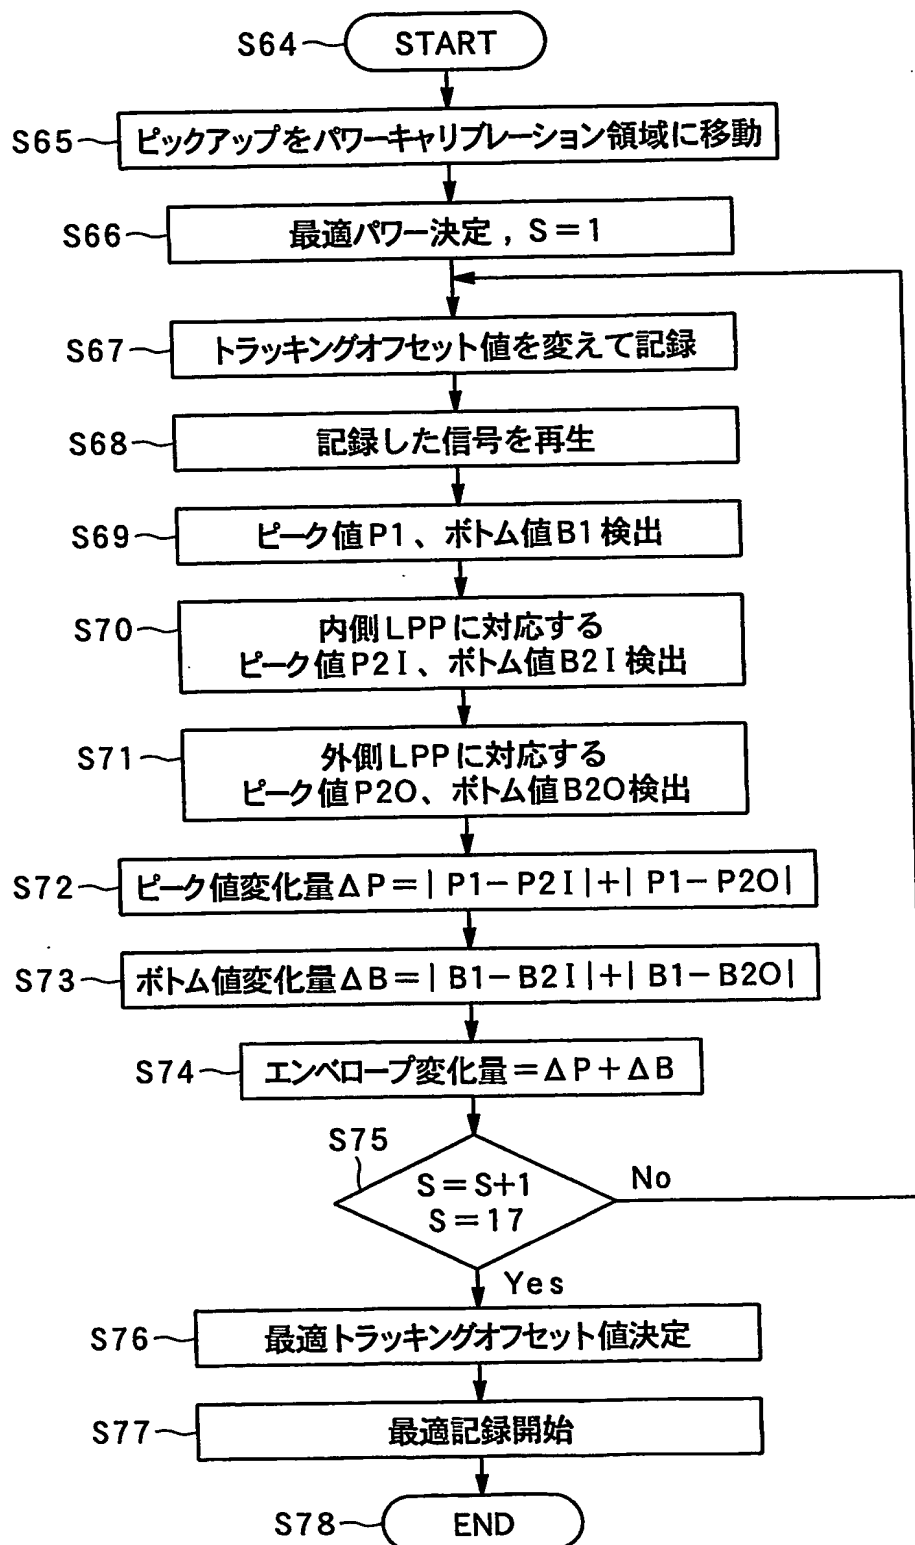 S64
START
S65
ピックアップをパワーキャリブレーション領域に移動
S66
最適パワー決定 , S=1
S67
トラッキングオフセット値を変えて記録
S68
記録した信号を再生
S69
ピーク値P1、ボトム値B1検出
S70
内側LPPに対応する
ピーク値P2I、ボトム値B2I検出
S71
外側LPPに対応する
ピーク値P2O、ボトム値B2O検出
S72
ピーク値変化量ΔP=|P1-P2I|+|P1-P2O|
S73
ボトム値変化量ΔB=|B1-B2I|+|B1-B2O|
S74
エンベロープ変化量=ΔP+ΔB
S75
S=S+1
S=17
No
Yes
S76
最適トラッキングオフセット値決定
S77
最適記録開始
S78
END